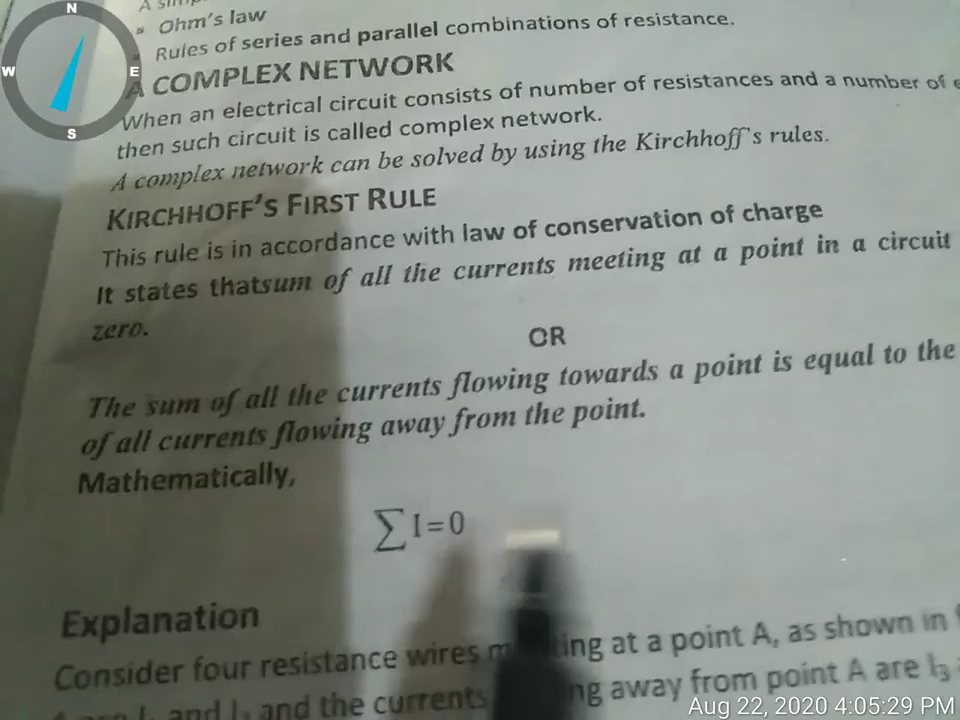 N
W
E
S
A
• Ohm's law
Rules of series and parallel combinations of resistance.
A COMPLEX NETWORK
When an electrical circuit consists of number of resistances and a number of
then such circuit is called complex network.
A complex network can be solved by using the Kirchhoff's rules.
KIRCHHOFF'S FIRST RULE
This rule is in accordance with law of conservation of charge
It states thatsum of all the currents meeting at a point in a circuit
zero.
OR
The sum of all the currents flowing towards a point is equal to the
of all currents flowing away from the point.
Mathematically,
∑I=0
Explanation
Consider four resistance wires at a point A, as shown in
and and the currents away from point A are I₃
Aug 22, 2020 4:05:29 PM